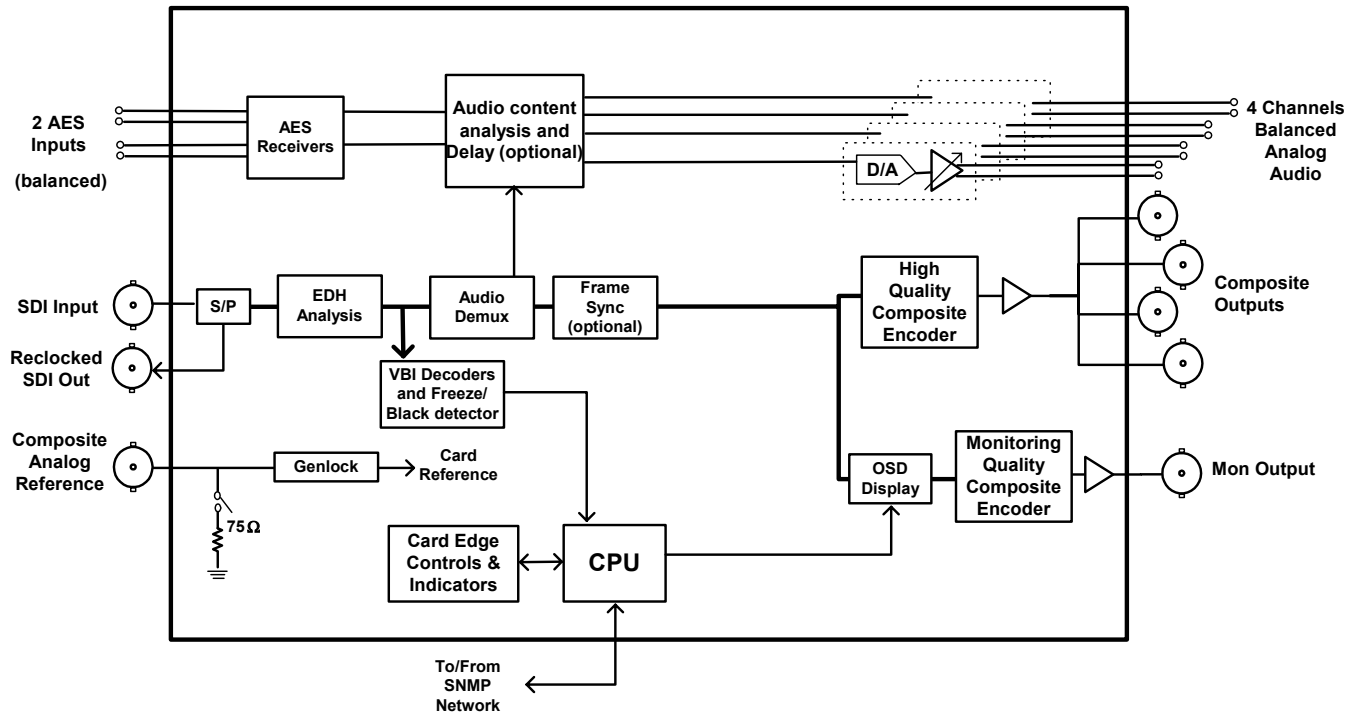 2 AES
Inputs
(balanced)
AES
Receivers
Audio content
analysis and
Delay (optional)
D/A
4 Channels
Balanced
Analog
Audio
SDI Input
Reclocked
SDI Out
S/P
EDH
Analysis
Audio
Demux
Frame
Sync
(optional)
High
Quality
Composite
Encoder
Composite
Outputs
VBI Decoders
and Freeze/
Black detector
Composite
Analog
Reference
Genlock
Card
Reference
75Ω
OSD
Display
Monitoring
Quality
Composite
Encoder
Mon Output
Card Edge
Controls &
Indicators
CPU
To/From
SNMP
Network